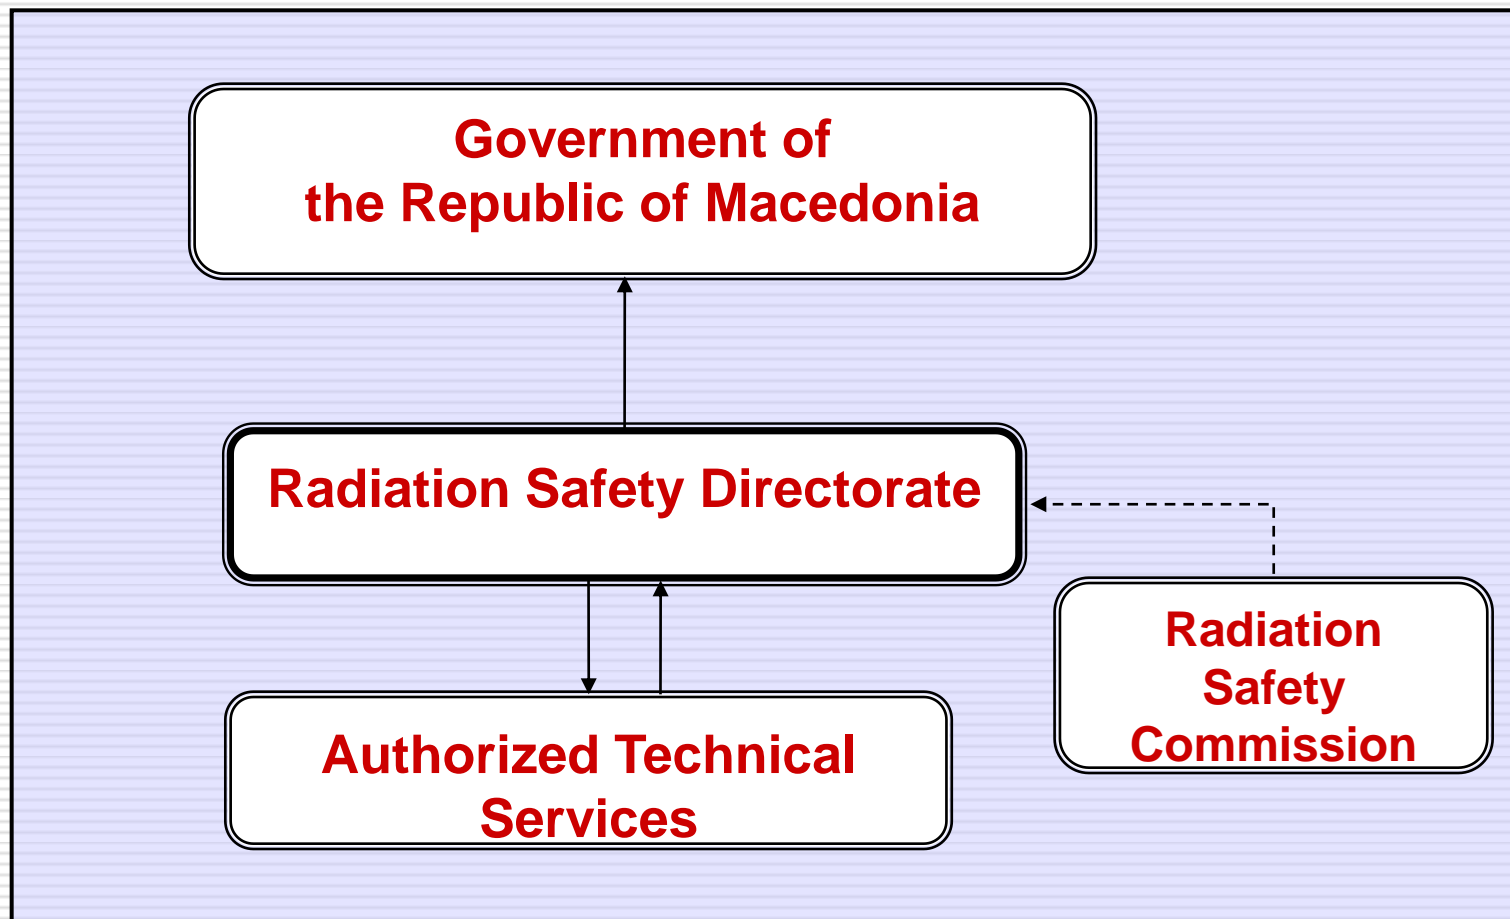 Government of
the Republic of Macedonia
Radiation Safety Directorate
Radiation
Safety
Commission
Authorized Technical
Services